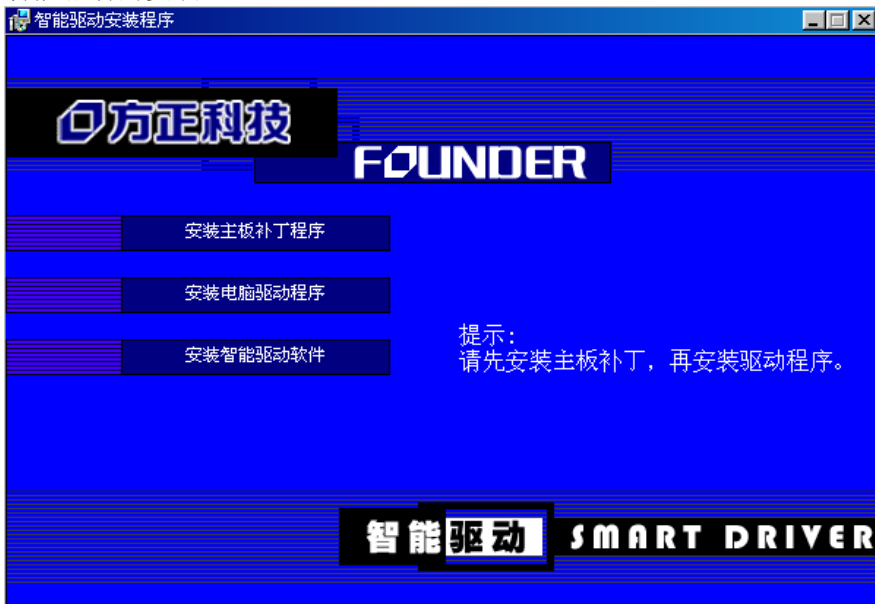 智能驱动安装程序
方正科技
FOUNDER
安装主板补丁程序
安装电脑驱动程序
安装智能驱动软件
提示：
请先安装主板补丁，再安装驱动程序。
智能驱动 SMART DRIVER